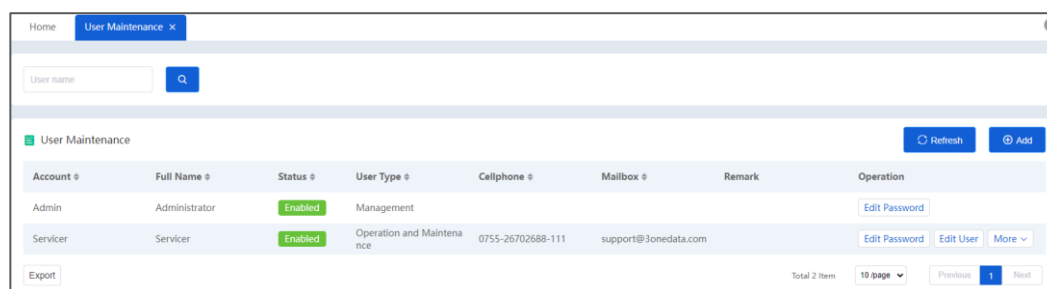 Home User Maintenance ×
User name
User Maintenance Refresh Add
Account Full Name Status User Type Cellphone Mailbox Remark Operation
Admin Administrator Enabled Management Edit Password
Servicer Servicer Enabled Operation and Maintena 0755-26702688-111 support@3onedata.com Edit Password Edit User More
nce
Export Total 2 Item 10 /page Previous 1 Next